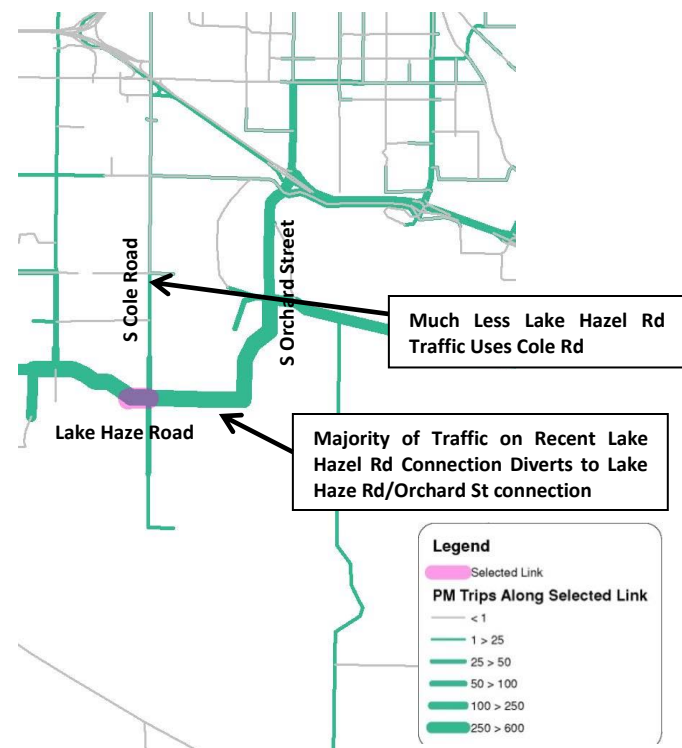 S Cole Road
S Orchard Street
Much Less Lake Hazel Rd
Traffic Uses Cole Rd
Lake Haze Road
Majority of Traffic on Recent Lake
Hazel Rd Connection Diverts to Lake
Haze Rd/Orchard St connection
Legend
Selected Link
PM Trips Along Selected Link
< 1
1 > 25
25 > 50
50 > 100
100 > 250
250 > 600